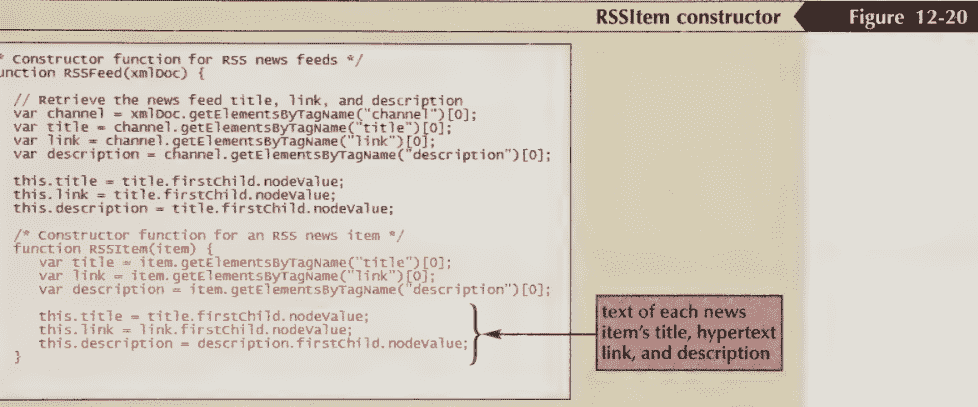 RSSItem constructor
Figure 12-20
* Constructor function for RSS news feeds */
unction RSSFeed(xmlDoc) {
// Retrieve the news feed title, link, and description
var channel = xmlDoc.getElementsByTagName("channel")[0];
var title = channel.getElementsByTagName("title")[0];
var link = channel.getElementsByTagName("link")[0];
var description = channel.getElementsByTagName("description")[0];
this.title = title.firstChild.nodeValue;
this.link = title.firstChild.nodeValue;
this.description = title.firstChild.nodeValue;
/* Constructor function for an RSS news item */
function RSSItem(item) {
var title = item.getElementsByTagName("title")[0];
var link = item.getElementsByTagName("link")[0];
var description = item.getElementsByTagName("description")[0];
this.title = title.firstChild.nodeValue;
this.link = link.firstChild.nodeValue;
this.description = description.firstChild.nodeValue;
}
text of each news
item's title, hypertext
link, and description